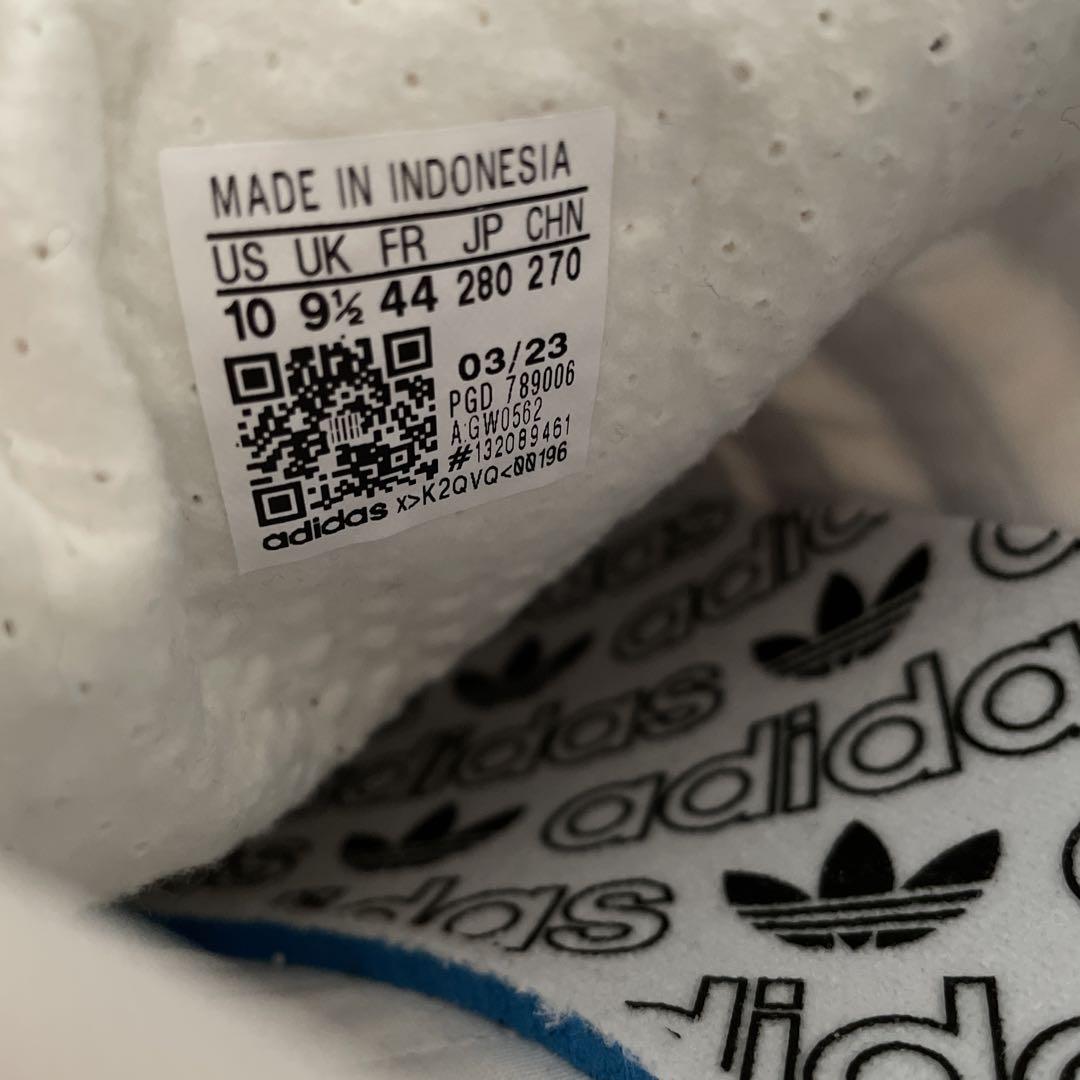 MADE IN INDONESIA
US UK FR JP CHN
10 9½ 44 280 270
03/23
PGD 789006
A:GW0562
#132089461
adidas x>K2QVQ<00196
adidas
adidas
adidas
adidas